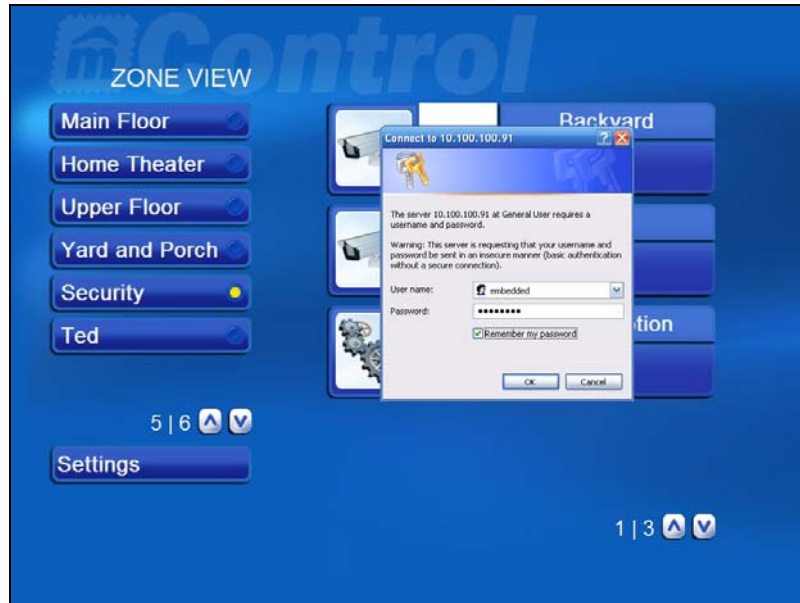 mControl
ZONE VIEW
Main Floor
Home Theater
Upper Floor
Yard and Porch
Security
Ted
5 | 6
Settings
Backyard
Connect to 10.100.100.91
The server 10.100.100.91 at General User requires a
username and password.
Warning: This server is requesting that your username and
password be sent in an insecure manner (basic authentication
without a secure connection).
User name:
embedded
Password:
••••••••
Remember my password
OK
Cancel
tion
1 | 3